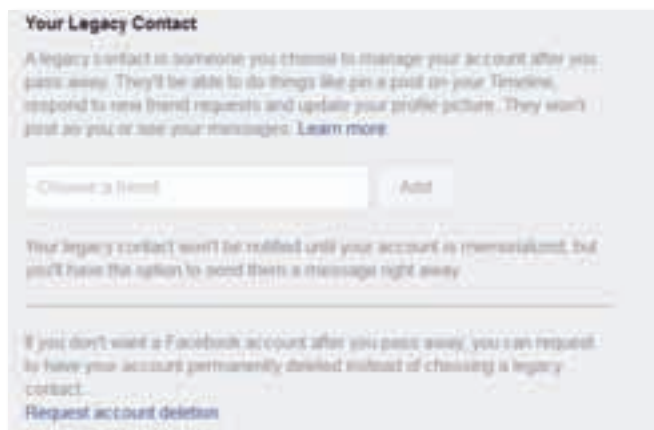 Your Legacy Contact
A legacy contact is someone you choose to manage your account after you
pass away. They'll be able to do things like pin a post on your Timeline,
respond to new friend requests and update your profile picture. They won't
post as you or see your messages. Learn more
Choose a friend
Add
Your legacy contact won't be notified until your account is memorialized, but
you'll have the option to send them a message right away.
If you don't want a Facebook account after you pass away, you can request
to have your account permanently deleted instead of choosing a legacy
contact.
Request account deletion